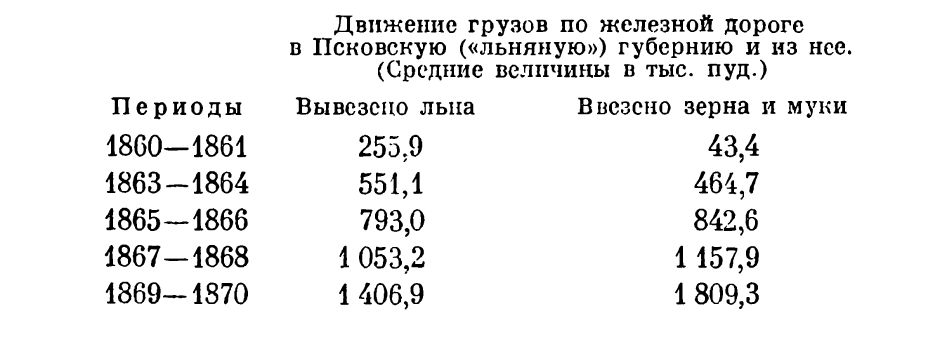 Движение грузов по железной дороге
в Псковскую («льняную») губернию и из нее.
(Средние величины в тыс. пуд.)
Периоды Вывезено льна Ввезено зерна и муки
1860—1861 255,9 43,4
1863—1864 551,1 464,7
1865—1866 793,0 842,6
1867—1868 1 053,2 1 157,9
1869—1870 1 406,9 1 809,3